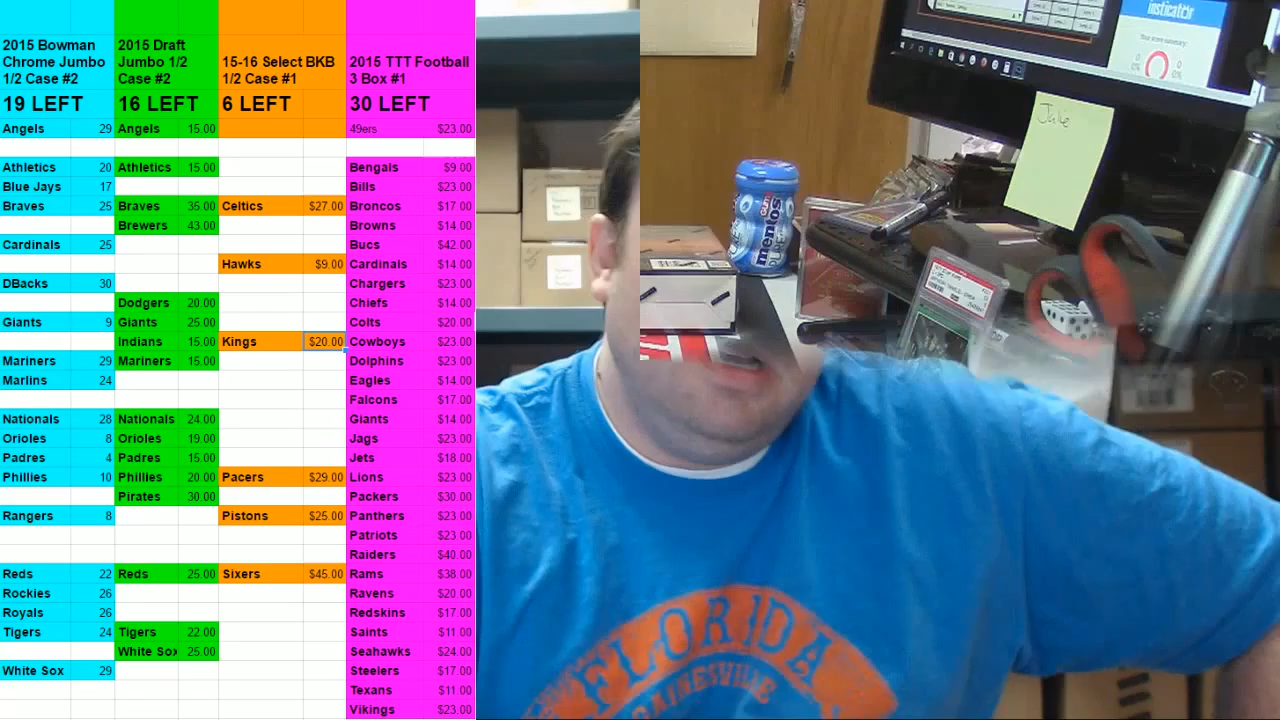 2015 Bowman Chrome Jumbo 1/2 Case #2
19 LEFT
Angels 29
Athletics 20
Blue Jays 17
Braves 25
Cardinals 25
DBacks 30
Giants 9
Mariners 29
Marlins 24
Nationals 28
Orioles 8
Padres 4
Phillies 10
Rangers 8
Reds 22
Rockies 26
Royals 26
Tigers 24
White Sox 29
2015 Draft Jumbo 1/2 Case #2
16 LEFT
Angels 15.00
Athletics 15.00
Braves 35.00
Brewers 43.00
Dodgers 20.00
Giants 25.00
Indians 15.00
Mariners 15.00
Nationals 24.00
Orioles 19.00
Padres 15.00
Phillies 20.00
Pirates 30.00
Reds 25.00
Tigers 22.00
White Sox 25.00
15-16 Select BKB 1/2 Case #1
6 LEFT
Celtics $27.00
Hawks $9.00
Kings $20.00
Pacers $29.00
Pistons $25.00
Sixers $45.00
2015 TTT Football 3 Box #1
30 LEFT
49ers $23.00
Bengals $9.00
Bills $23.00
Broncos $17.00
Browns $14.00
Bucs $42.00
Cardinals $14.00
Chargers $23.00
Chiefs $14.00
Colts $20.00
Cowboys $23.00
Dolphins $23.00
Eagles $14.00
Falcons $17.00
Giants $14.00
Jags $23.00
Jets $18.00
Lions $23.00
Packers $30.00
Panthers $23.00
Patriots $23.00
Raiders $40.00
Rams $38.00
Ravens $20.00
Redskins $17.00
Saints $11.00
Seahawks $24.00
Steelers $17.00
Texans $11.00
Vikings $23.00
insticator
Julie
mentos
FLORIDA
GAINESVILLE